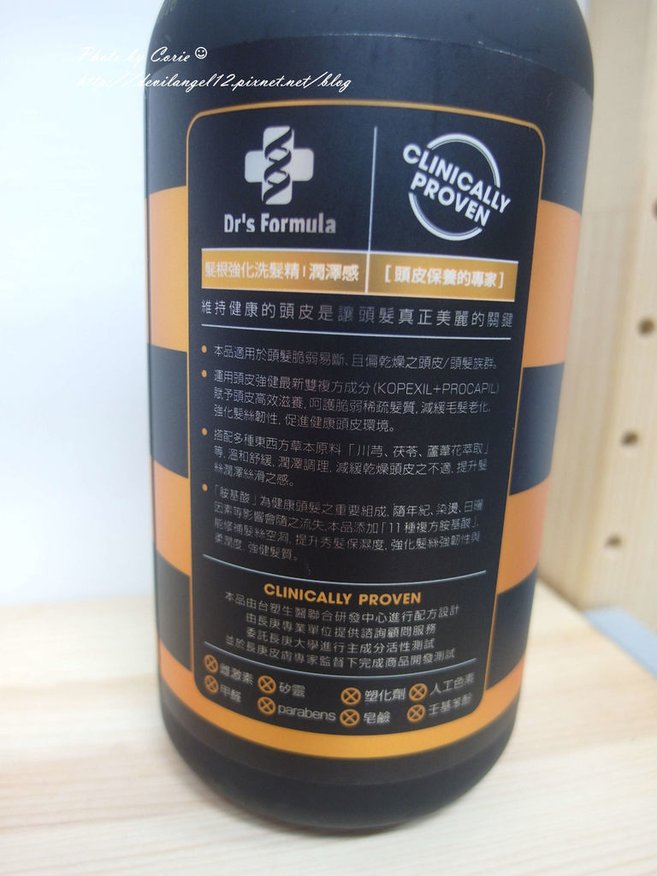 Photo by Corie
http://devilangel12.pixnet.net/blog
Dr's Formula
CLINICALLY
PROVEN
髮根強化洗髮精|潤澤感
[頭皮保養的專家]
維持健康的頭皮是讓頭髮真正美麗的關鍵
• 本品適用於頭髮脆弱易斷、且偏乾燥之頭皮/頭髮族群。
• 運用頭皮強健最新雙複方成分(KOPEXIL+PROCAPIL)
賦予頭皮高效滋養, 呵護脆弱稀疏髮質, 減緩毛髮老化,
強化髮絲韌性, 促進健康頭皮環境。
• 搭配多種東西方草本原料「川芎、茯苓、蘆薈花萃取」
等, 溫和舒緩, 潤澤調理, 減緩乾燥頭皮之不適, 提升髮
絲潤澤絲滑之感。
• 「胺基酸」為健康頭髮之重要組成, 隨年紀、染燙、日曬
因素等影響會隨之流失,本品添加「11種複方胺基酸」,
能修補髮絲空洞, 提升秀髮保濕度, 強化髮絲強韌性與
柔潤度, 強健髮質。
CLINICALLY PROVEN
本品由台塑生醫聯合研發中心進行配方設計
由長庚專業單位提供諮詢顧問服務
委託長庚大學進行主成分活性測試
並於長庚皮膚專家監督下完成商品開發測試
雌激素 矽靈 塑化劑 人工色素
甲醛 parabens 皂鹼 壬基苯酚